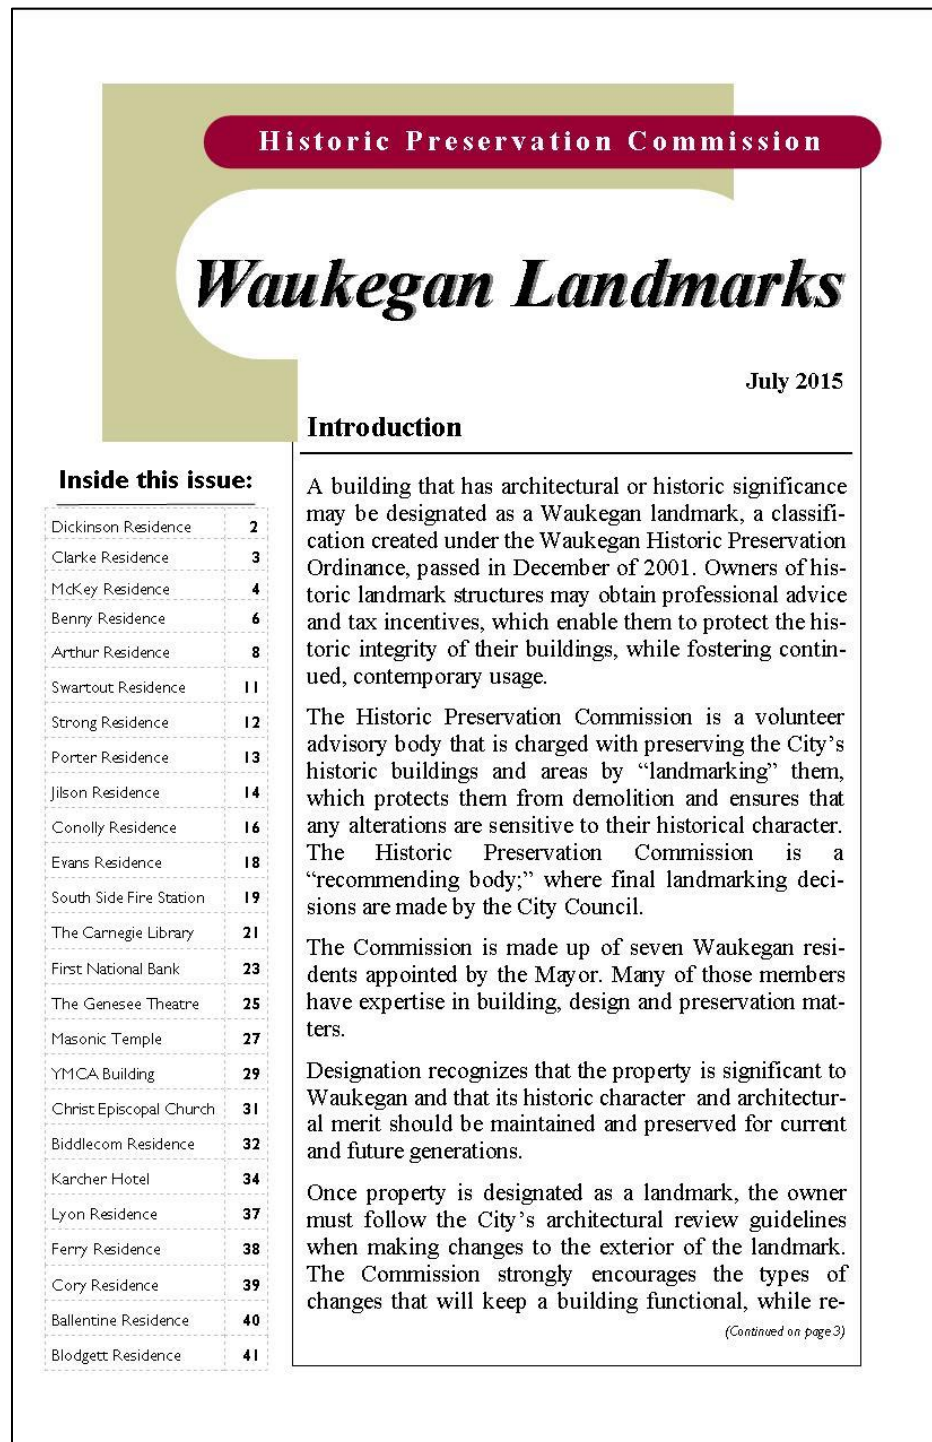 Historic Preservation Commission
Waukegan Landmarks
July 2015
Introduction
Inside this issue:
Dickinson Residence 2
Clarke Residence 3
McKey Residence 4
Benny Residence 6
Arthur Residence 8
Swartout Residence 11
Strong Residence 12
Porter Residence 13
Jilson Residence 14
Conolly Residence 16
Evans Residence 18
South Side Fire Station 19
The Carnegie Library 21
First National Bank 23
The Genesee Theatre 25
Masonic Temple 27
YMCA Building 29
Christ Episcopal Church 31
Biddlecom Residence 32
Karcher Hotel 34
Lyon Residence 37
Ferry Residence 38
Cory Residence 39
Ballentine Residence 40
Blodgett Residence 41
A building that has architectural or historic significance
may be designated as a Waukegan landmark, a classifi-
cation created under the Waukegan Historic Preservation
Ordinance, passed in December of 2001. Owners of his-
toric landmark structures may obtain professional advice
and tax incentives, which enable them to protect the his-
toric integrity of their buildings, while fostering contin-
ued, contemporary usage.
The Historic Preservation Commission is a volunteer
advisory body that is charged with preserving the City’s
historic buildings and areas by “landmarking” them,
which protects them from demolition and ensures that
any alterations are sensitive to their historical character.
The Historic Preservation Commission is a
“recommending body;” where final landmarking deci-
sions are made by the City Council.
The Commission is made up of seven Waukegan resi-
dents appointed by the Mayor. Many of those members
have expertise in building, design and preservation mat-
ters.
Designation recognizes that the property is significant to
Waukegan and that its historic character and architectur-
al merit should be maintained and preserved for current
and future generations.
Once property is designated as a landmark, the owner
must follow the City’s architectural review guidelines
when making changes to the exterior of the landmark.
The Commission strongly encourages the types of
changes that will keep a building functional, while re-
(Continued on page 3)